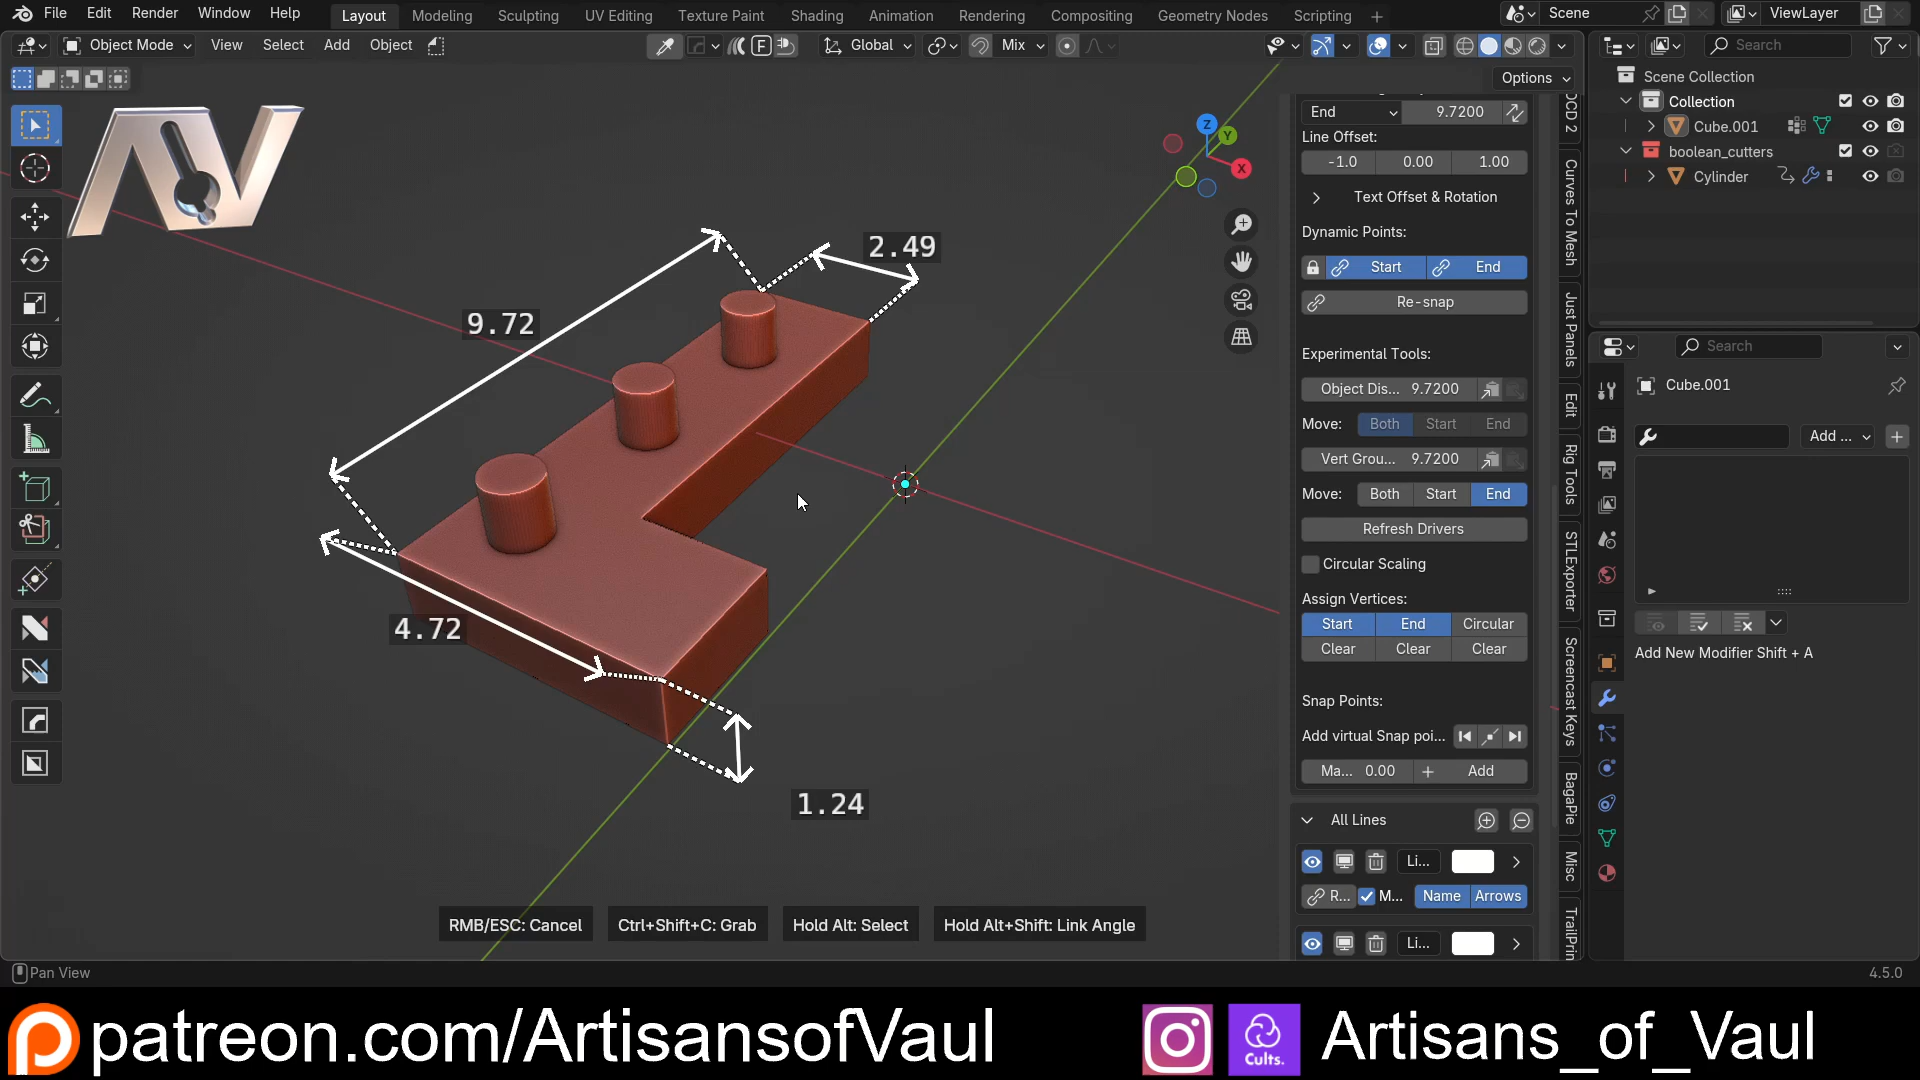 File Edit Render Window Help Layout Modeling Sculpting UV Editing Texture Paint Shading Animation Rendering Compositing Geometry Nodes Scripting + Scene ViewLayer
Object Mode View Select Add Object F Global Mix Search
Options
AV
Z
Y
X
Scene Collection
Collection
Cube.001
boolean_cutters
Cylinder
End 9.7200
Line Offset:
-1.0 0.00 1.00
Text Offset & Rotation
Dynamic Points:
Start End
Re-snap
Experimental Tools:
Object Dis... 9.7200
Move: Both Start End
Vert Grou... 9.7200
Move: Both Start End
Refresh Drivers
Circular Scaling
Assign Vertices:
Start End Circular
Clear Clear Clear
Snap Points:
Add virtual Snap poi...
Ma... 0.00 + Add
All Lines
Li...
R... M... Name Arrows
Li...
OCD 2
Curves To Mesh
Just Panels
Edit
Rig Tools
STLExporter
Screencast Keys
BagaPie
Misc
TrailPrin
Search
Cube.001
Add ...
Add New Modifier Shift + A
2.49
9.72
4.72
1.24
RMB/ESC: Cancel Ctrl+Shift+C: Grab Hold Alt: Select Hold Alt+Shift: Link Angle
Pan View 4.5.0
patreon.com/ArtisansofVaul Cults. Artisans_of_Vaul